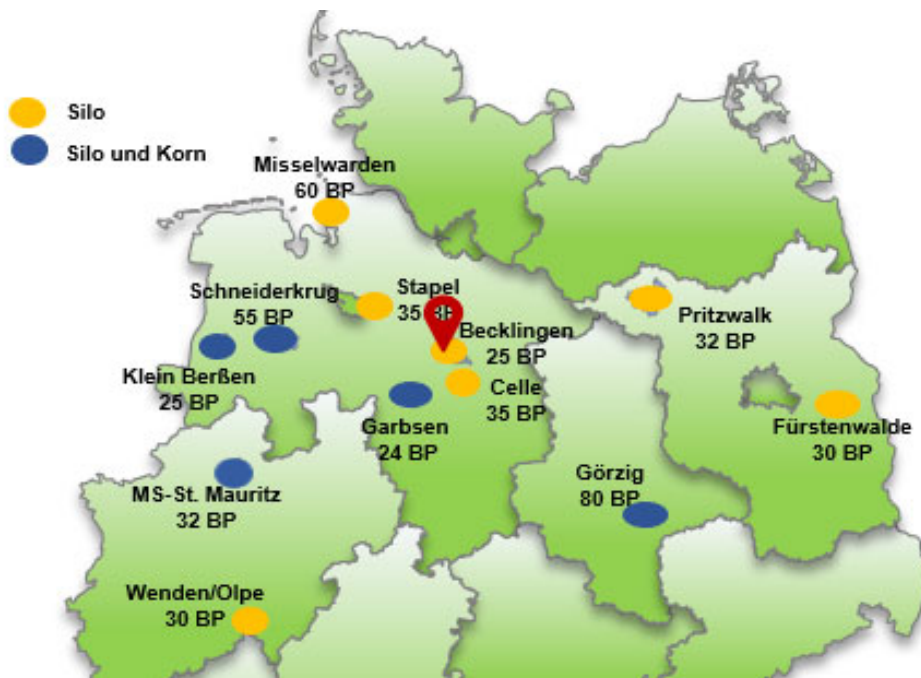 Silo
Silo und Korn
Misselwarden
60 BP
Stapel
35 BP
Schneiderkrug
55 BP
Becklingen
25 BP
Pritzwalk
32 BP
Klein Berßen
25 BP
Celle
35 BP
Garbsen
24 BP
Fürstenwalde
30 BP
MS-St. Mauritz
32 BP
Görzig
80 BP
Wenden/Olpe
30 BP